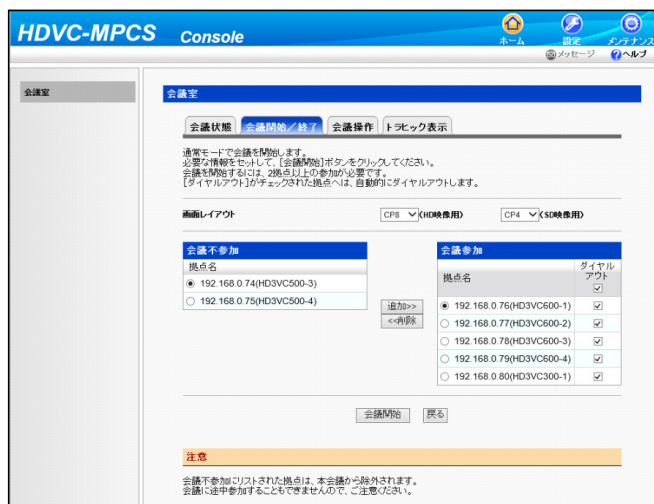 HDVC-MPCS Console
ホーム 設定 メンテナンス
メッセージ ヘルプ
会議室
会議室
会議状態 会議開始／終了 会議操作 トラヒック表示
通常モードで会議を開始します。
必要な情報をセットして、[会議開始]ボタンをクリックしてください。
会議を開始するには、2拠点以上の参加が必要です。
[ダイヤルアウト]がチェックされた拠点へは、自動的にダイヤルアウトします。
画面レイアウト CP8 (HD映像用) CP4 (SD映像用)
会議不参加
拠点名
192.168.0.74(HD3VC500-3)
192.168.0.75(HD3VC500-4)
追加>>
<<削除
会議参加
拠点名 ダイヤル
アウト
192.168.0.76(HD3VC600-1)
192.168.0.77(HD3VC600-2)
192.168.0.78(HD3VC600-3)
192.168.0.79(HD3VC600-4)
192.168.0.80(HD3VC300-1)
会議開始 戻る
注意
会議不参加にリストされた拠点は、本会議から除外されます。
会議に途中参加することもできませんので、ご注意ください。